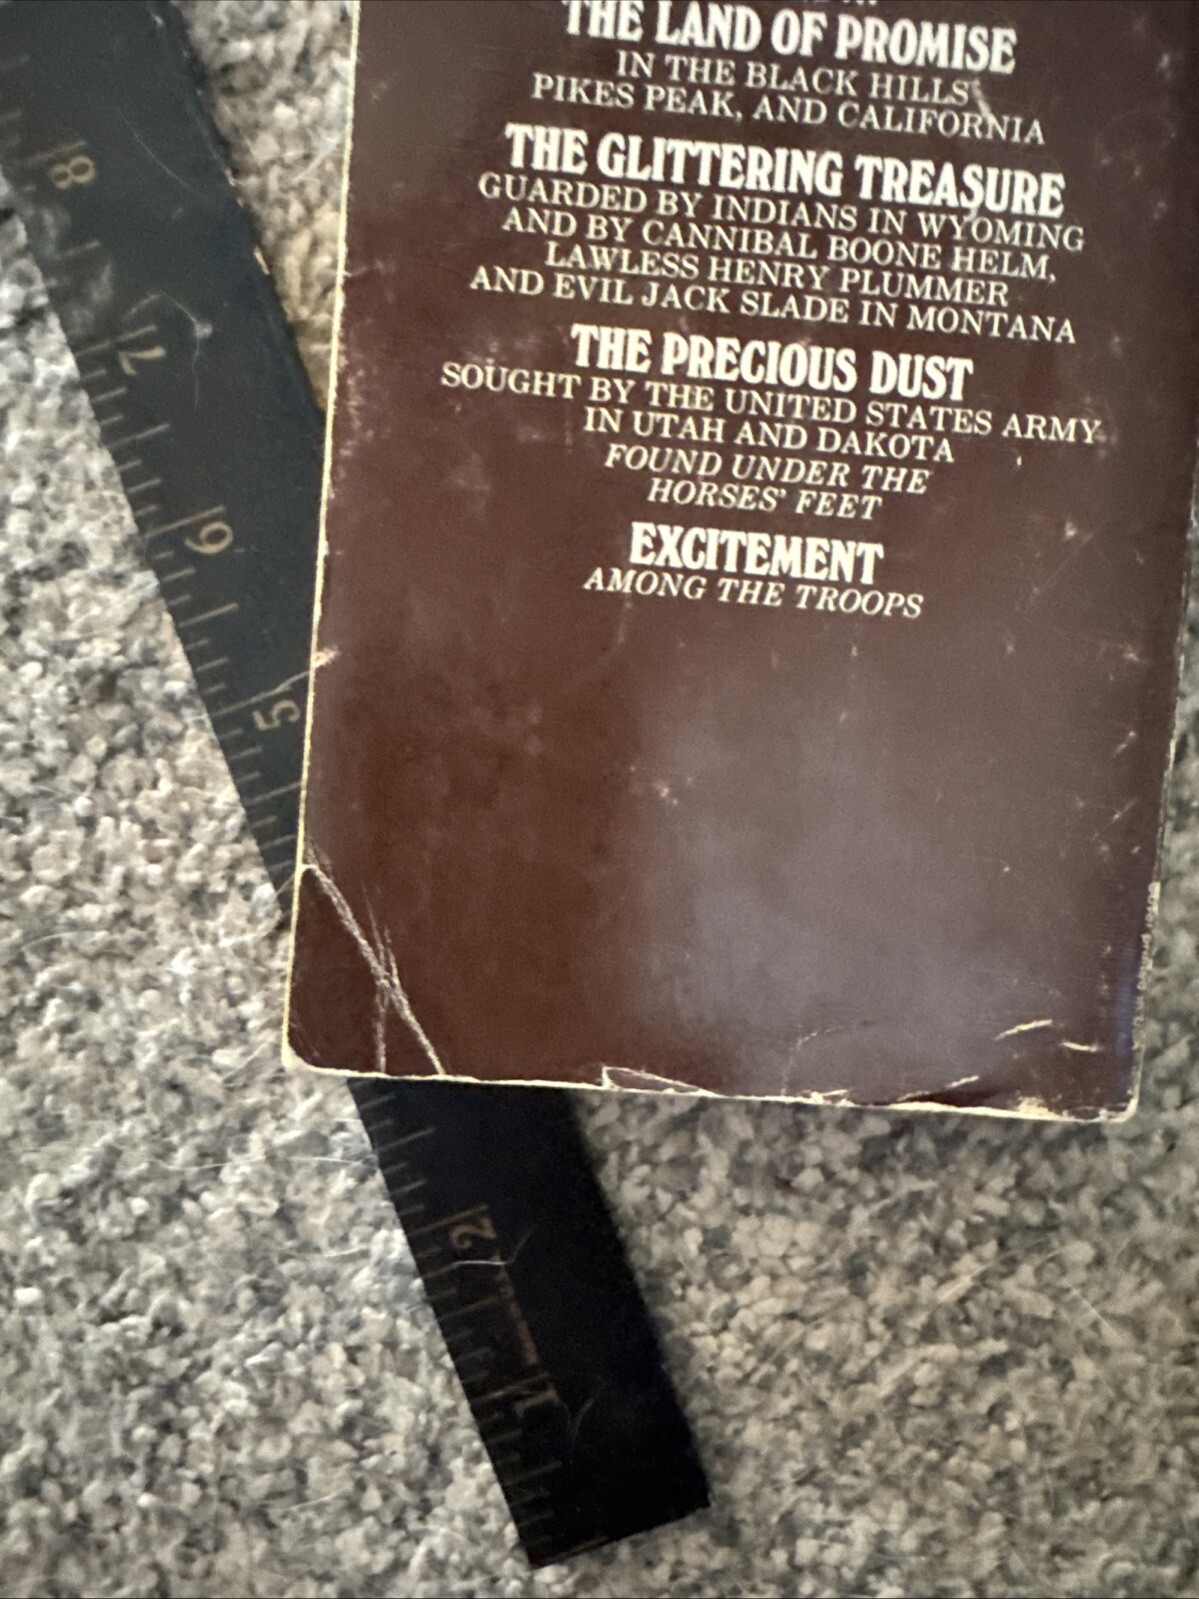 THE LAND OF PROMISE
IN THE BLACK HILLS
PIKES PEAK, AND CALIFORNIA
THE GLITTERING TREASURE
GUARDED BY INDIANS IN WYOMING
AND BY CANNIBAL BOONE HELM,
LAWLESS HENRY PLUMMER
AND EVIL JACK SLADE IN MONTANA
THE PRECIOUS DUST
SOUGHT BY THE UNITED STATES ARMY
IN UTAH AND DAKOTA
FOUND UNDER THE
HORSES' FEET
EXCITEMENT
AMONG THE TROOPS
8
7
6
5
2
1